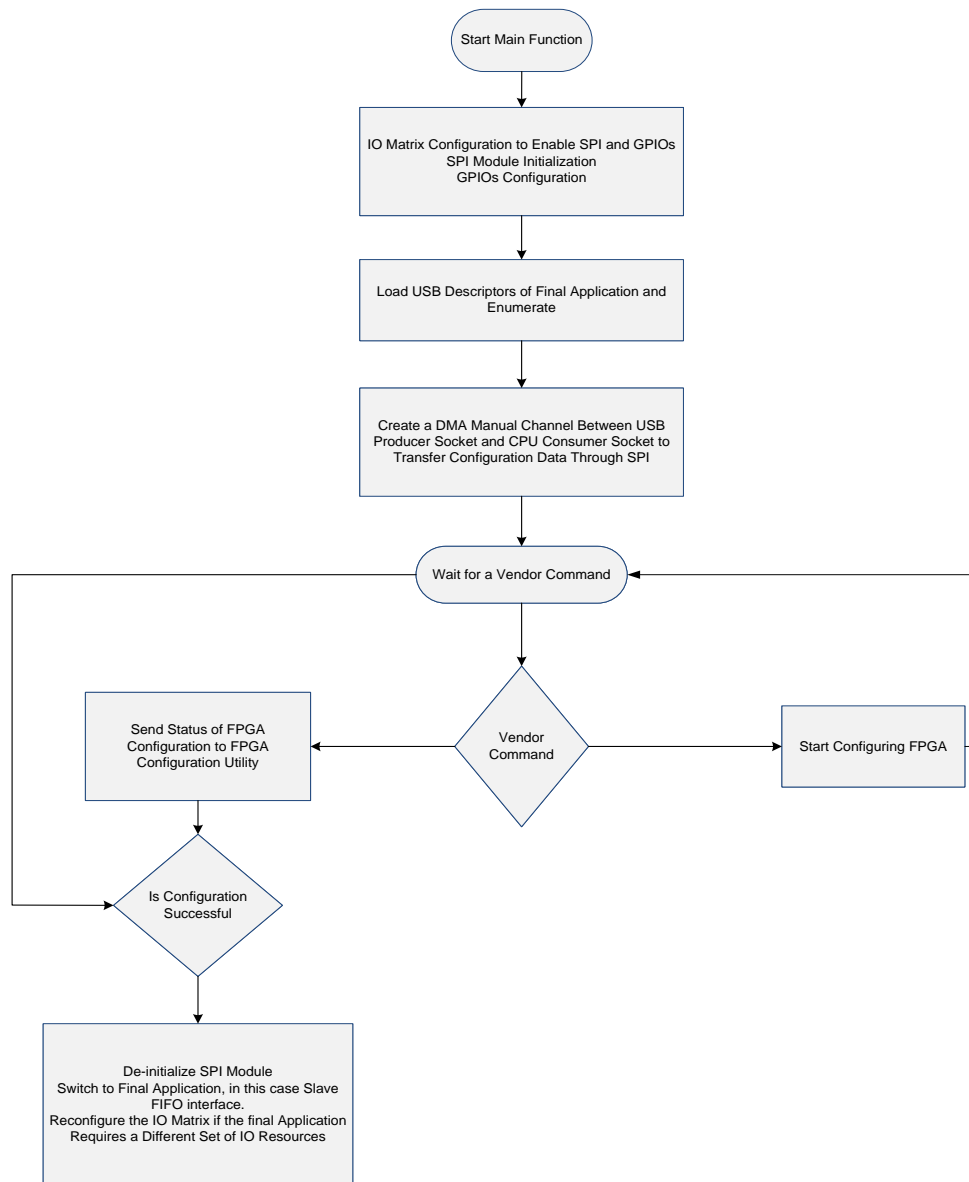 Start Main Function
IO Matrix Configuration to Enable SPI and GPIOs
SPI Module Initialization
GPIOs Configuration
Load USB Descriptors of Final Application and
Enumerate
Create a DMA Manual Channel Between USB
Producer Socket and CPU Consumer Socket to
Transfer Configuration Data Through SPI
Wait for a Vendor Command
Send Status of FPGA
Configuration to FPGA
Configuration Utility
Vendor
Command
Start Configuring FPGA
Is Configuration
Successful
De-initialize SPI Module
Switch to Final Application, in this case Slave
FIFO interface.
Reconfigure the IO Matrix if the final Application
Requires a Different Set of IO Resources